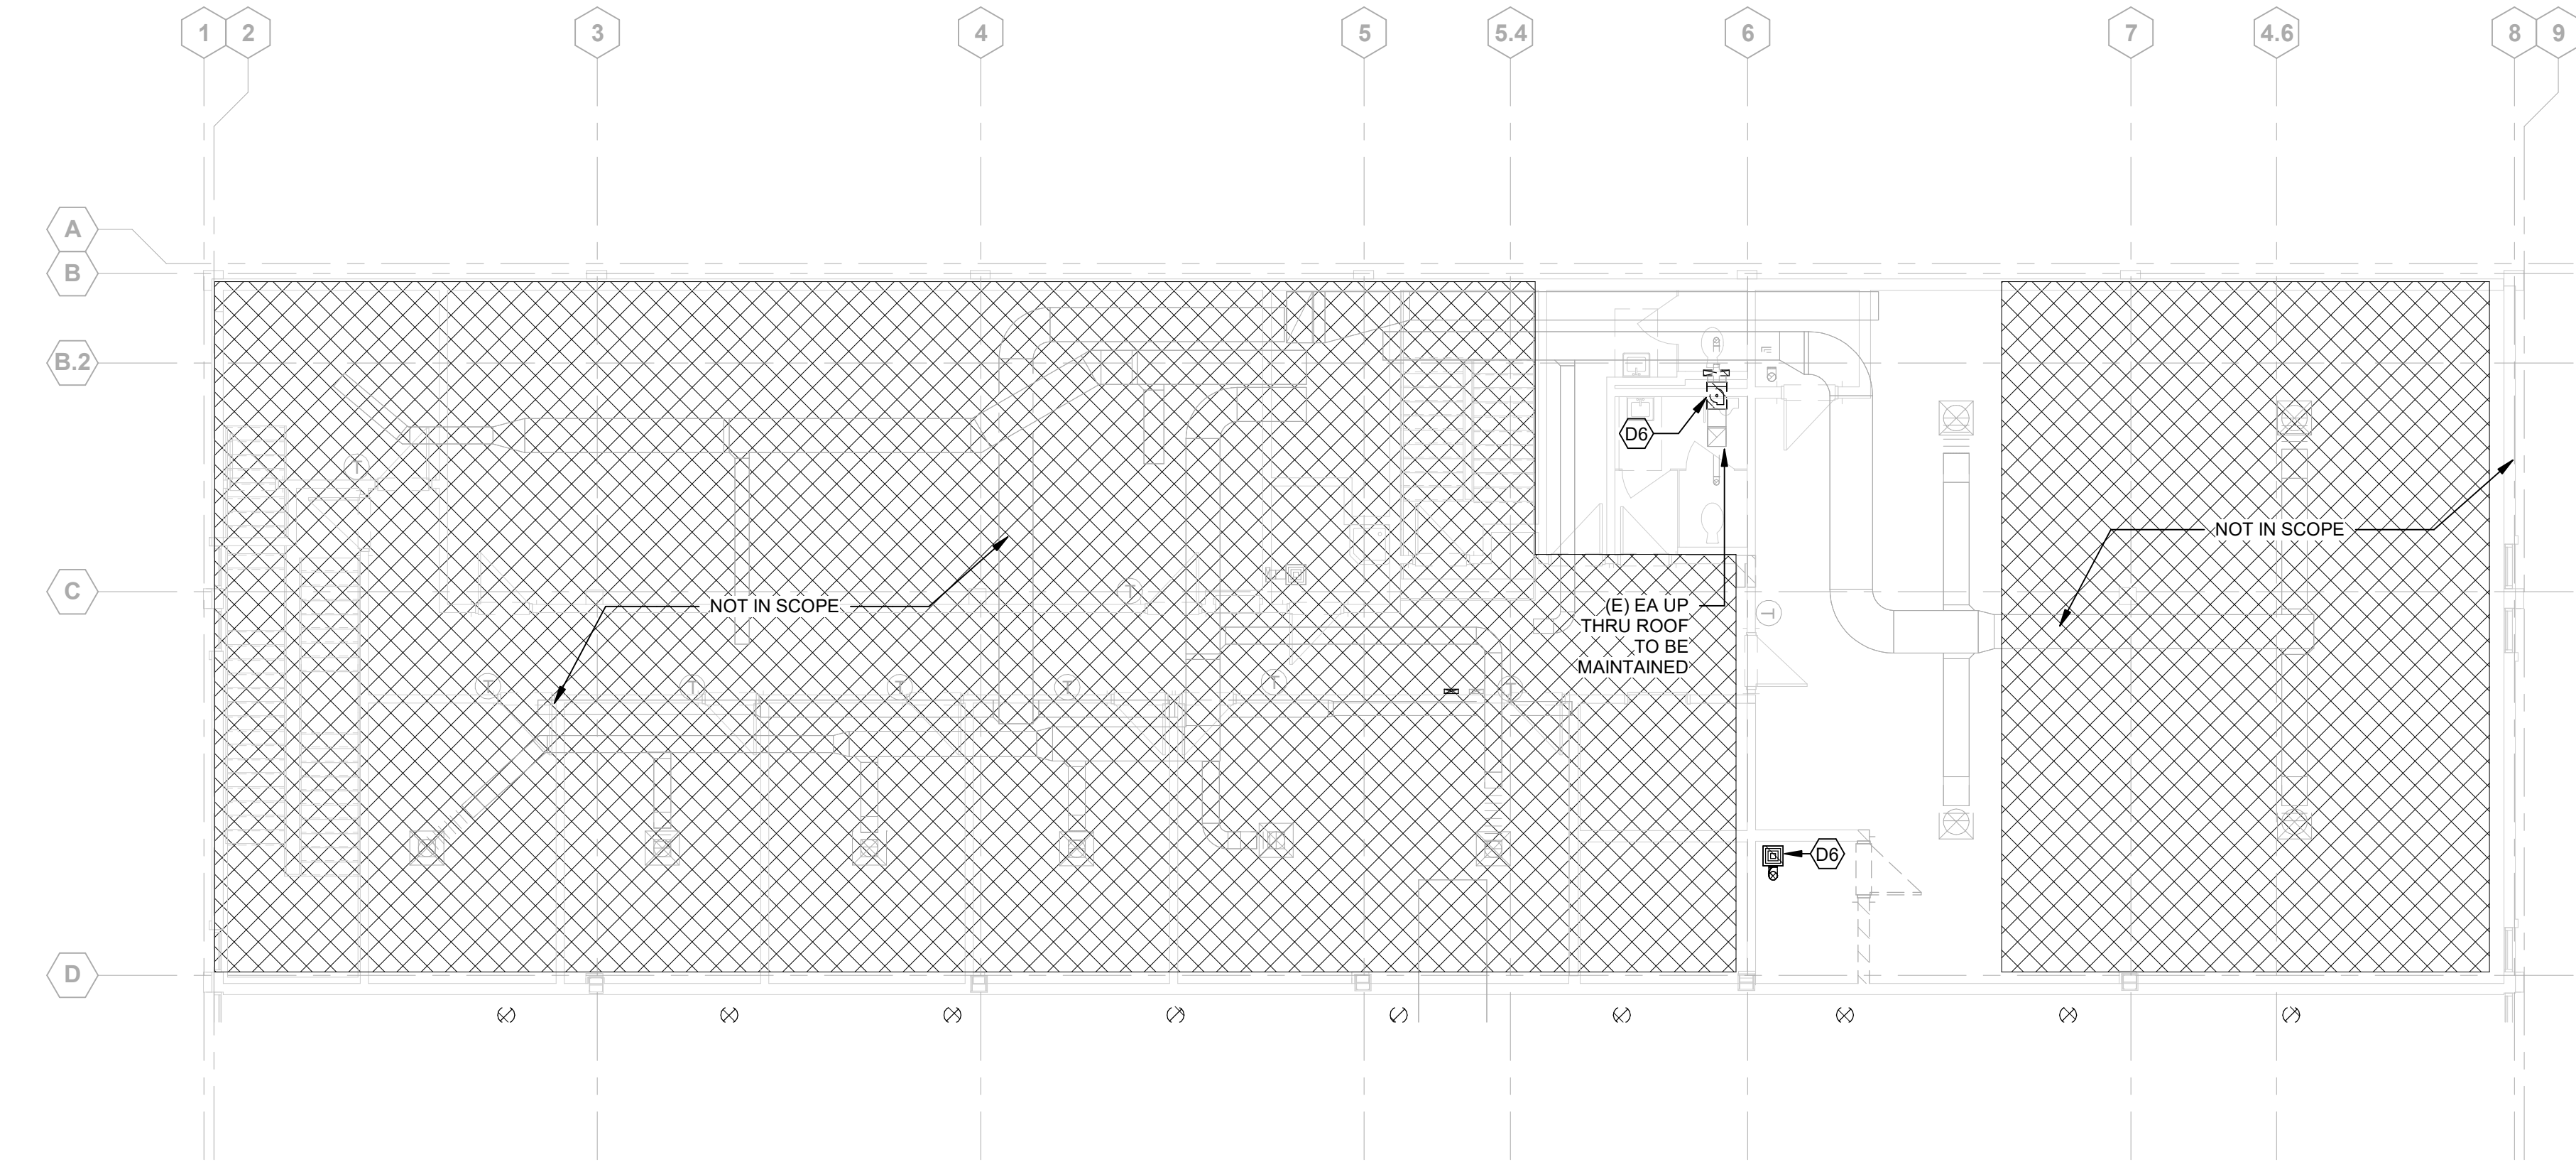 1
2
3
4
5
5.4
6
7
4.6
8
9
A
B
B.2
C
D
D6
NOT IN SCOPE
NOT IN SCOPE
(E) EA UP
THRU ROOF
TO BE
MAINTAINED
D6
T
T
T
T
T
T
T
T
T